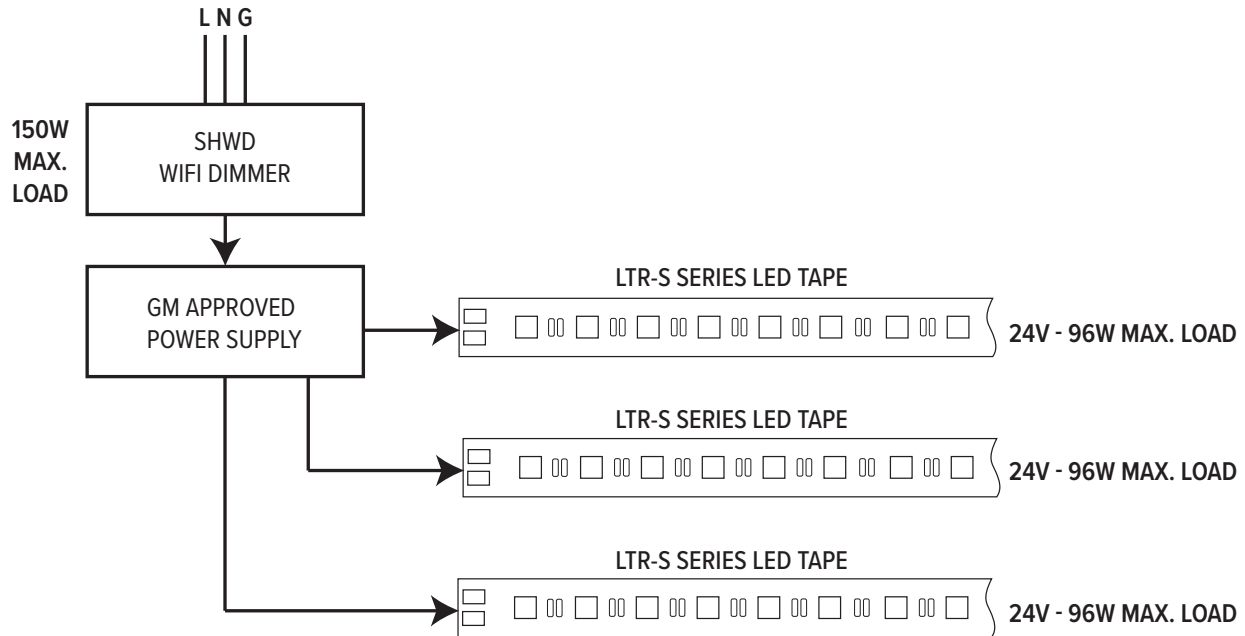 L N G
150W
MAX.
LOAD
SHWD
WIFI DIMMER
GM APPROVED
POWER SUPPLY
LTR-S SERIES LED TAPE
24V - 96W MAX. LOAD
LTR-S SERIES LED TAPE
24V - 96W MAX. LOAD
LTR-S SERIES LED TAPE
24V - 96W MAX. LOAD